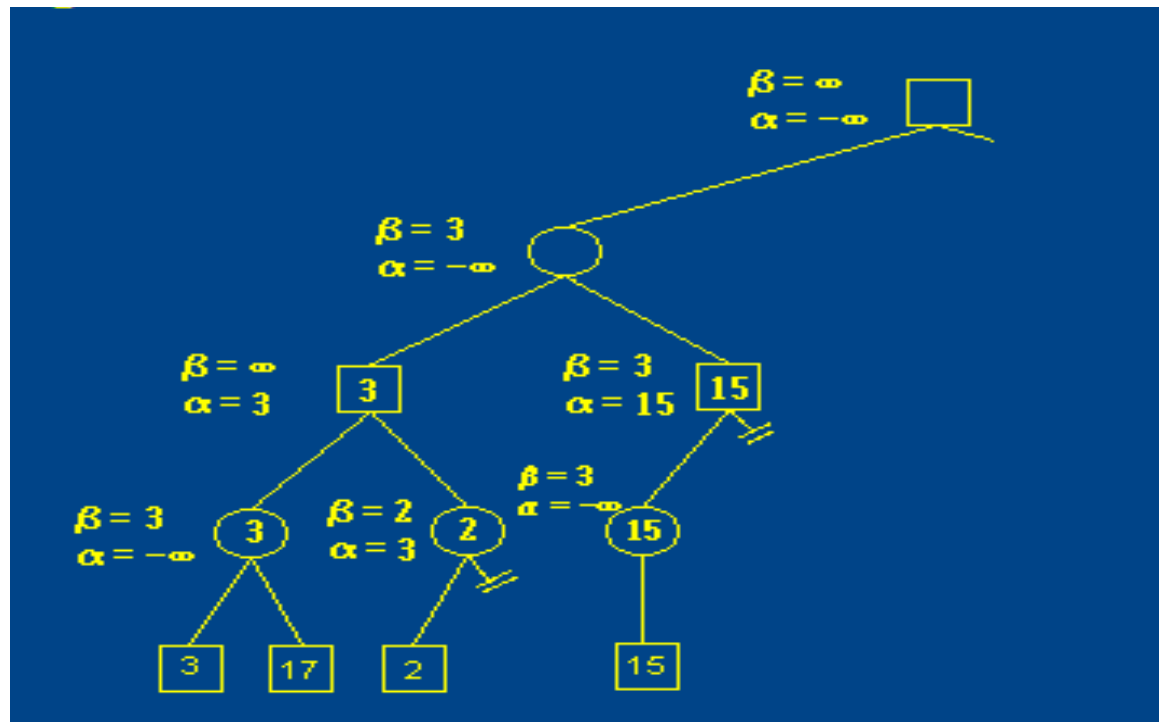 β = ∞
α = −∞
β = 3
α = −∞
β = ∞
α = 3
3
β = 3
α = 15
15
β = 3
α = −∞
3
β = 2
α = 3
2
β = 3
α = −∞
15
3
17
2
15